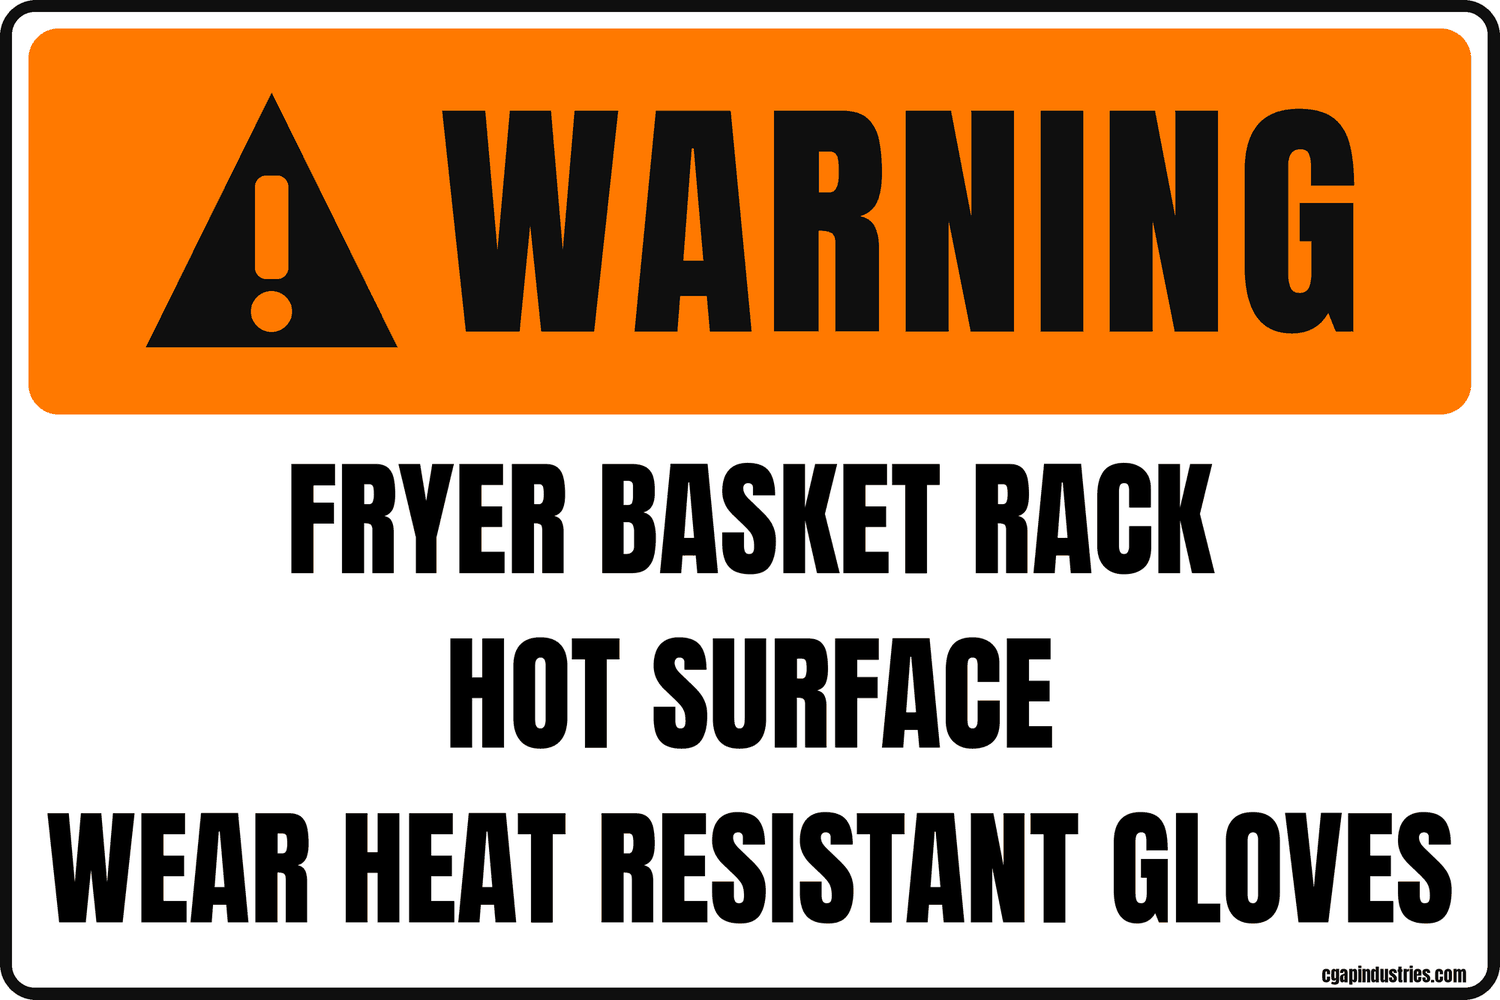 WARNING
FRYER BASKET RACK
HOT SURFACE
WEAR HEAT RESISTANT GLOVES
cgapindustries.com